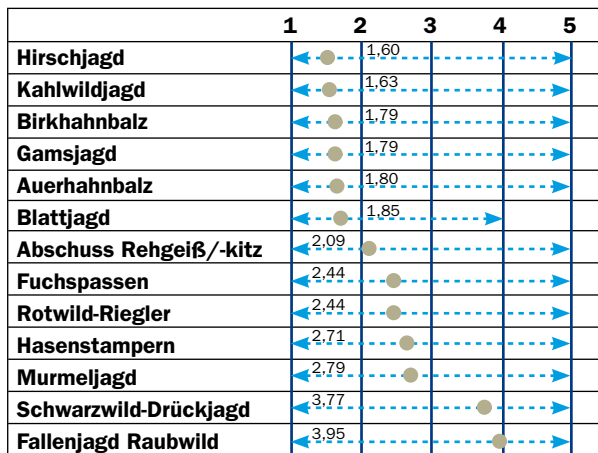 1 2 3 4 5
Hirschjagd 1,60
Kahlwildjagd 1,63
Birkhahnbalz 1,79
Gamsjagd 1,79
Auerhahnbalz 1,80
Blattjagd 1,85
Abschuss Rehgeiß/-kitz 2,09
Fuchspassen 2,44
Rotwild-Riegler 2,44
Hasenstampern 2,71
Murmeljagd 2,79
Schwarzwild-Drückjagd 3,77
Fallenjagd Raubwild 3,95